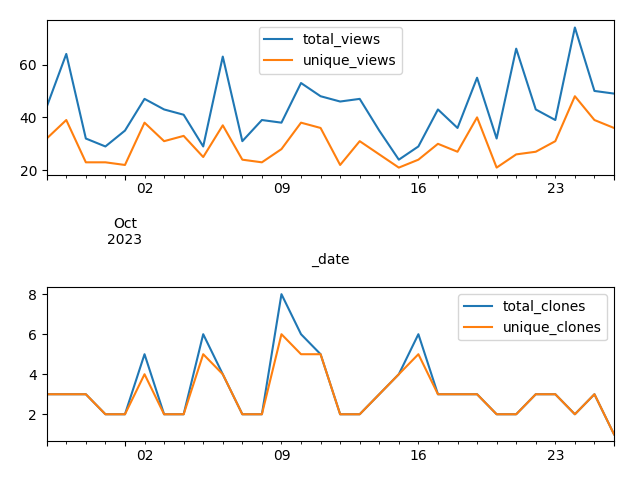 total_views
unique_views
60
40
20
02 09 16 23
Oct
2023
_date
total_clones
unique_clones
8
6
4
2
02 09 16 23